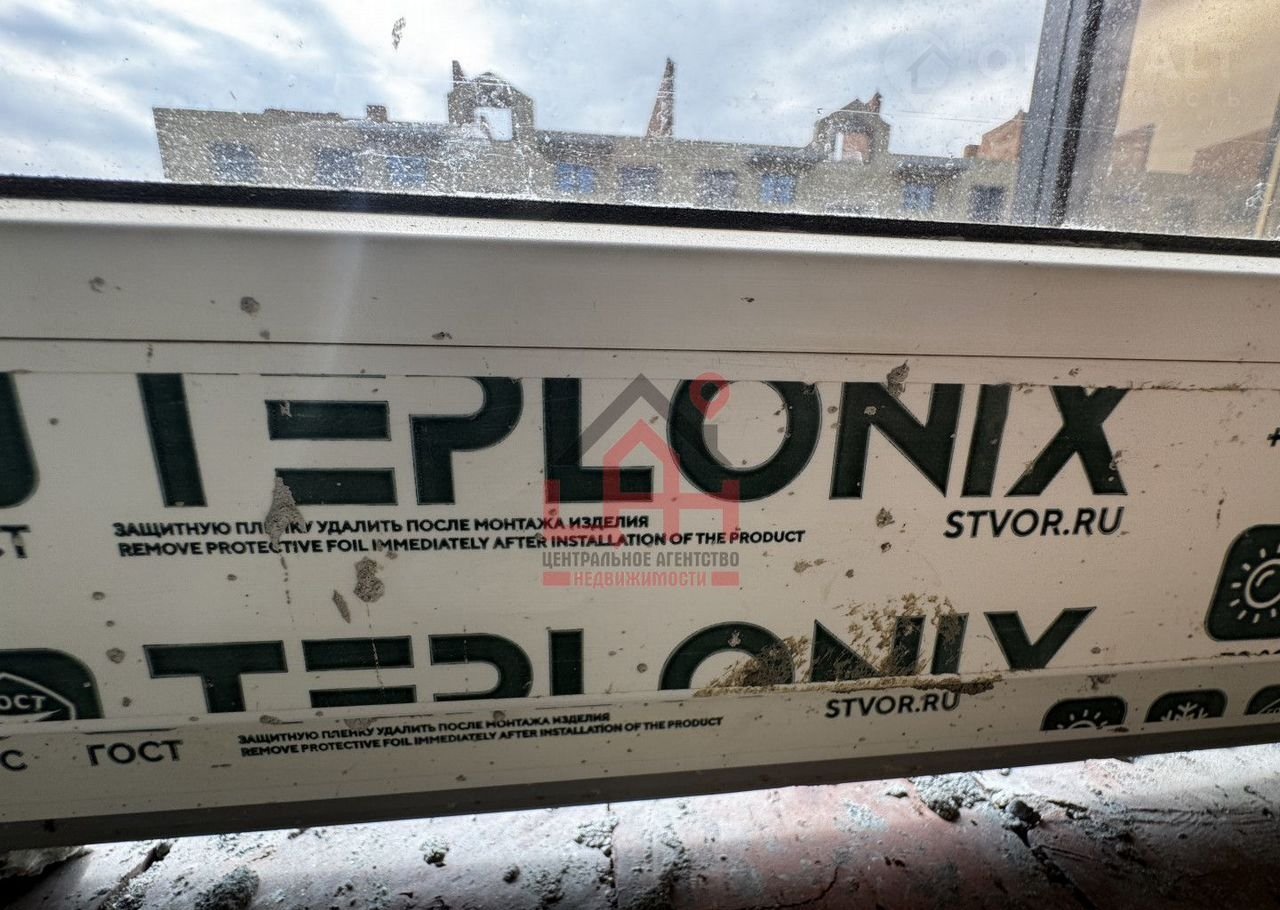 TEPLONIX
STVOR.RU
ЗАЩИТНУЮ ПЛЕНКУ УДАЛИТЬ ПОСЛЕ МОНТАЖА ИЗДЕЛИЯ
REMOVE PROTECTIVE FOIL IMMEDIATELY AFTER INSTALLATION OF THE PRODUCT
ЦЕНТРАЛЬНОЕ АГЕНТСТВО
НЕДВИЖИМОСТИ
TEPLONIX
STVOR.RU
ГОСТ
ГОСТ
ЗАЩИТНУЮ ПЛЕНКУ УДАЛИТЬ ПОСЛЕ МОНТАЖА ИЗДЕЛИЯ
REMOVE PROTECTIVE FOIL IMMEDIATELY AFTER INSTALLATION OF THE PRODUCT